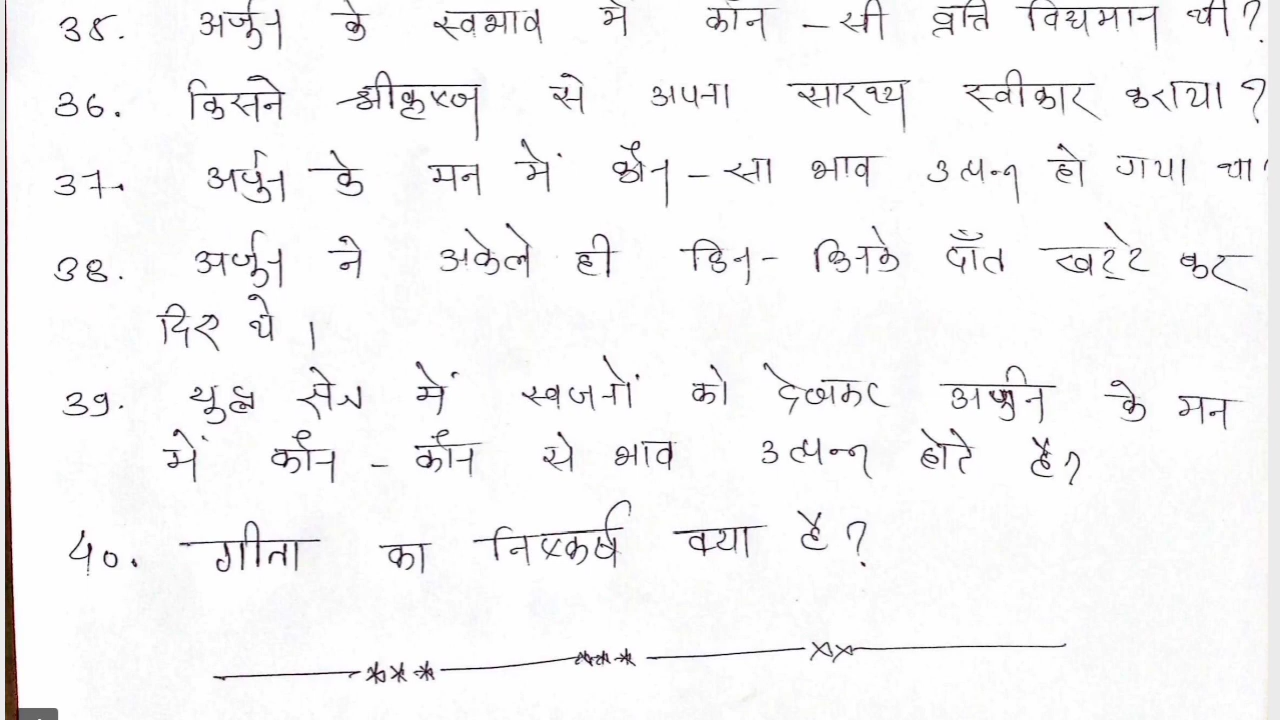 35. अर्जुन के स्वभाव में कौन - सी वृत्ति विद्यमान थी?
36. किसने श्रीकृष्ण से अपना सारथ्य स्वीकार कराया?
37. अर्जुन के मन में कौन - सा भाव उत्पन्न हो गया था
38. अर्जुन ने अकेले ही किन - किनके दाँत खट्टे कर
दिए थे ।
39. युद्ध क्षेत्र में स्वजनों को देखकर अर्जुन के मन
में कौन - कौन से भाव उत्पन्न होते है?
40. गीता का निष्कर्ष क्या है?